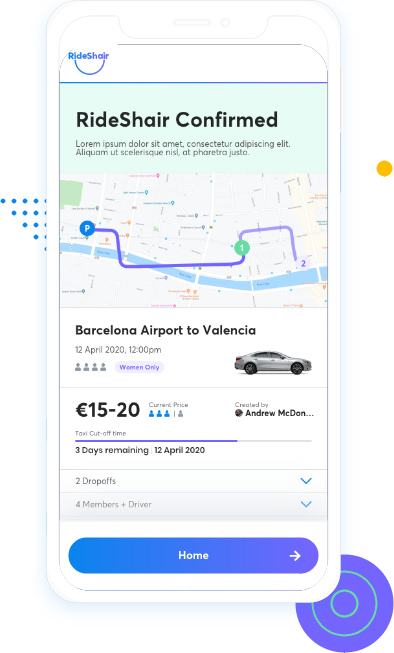 RideShair
RideShair Confirmed
Lorem ipsum dolor sit amet, consectetur adipiscing elit.
Aliquam ut scelerisque nisl, at pharetra justo.
P
1
2
Barcelona Airport to Valencia
12 April 2020, 12:00pm
Women Only
€15-20
Current Price
Created by
Andrew McDon...
Taxi Cut-off time
3 Days remaining | 12 April 2020
2 Dropoffs
4 Members + Driver
Home